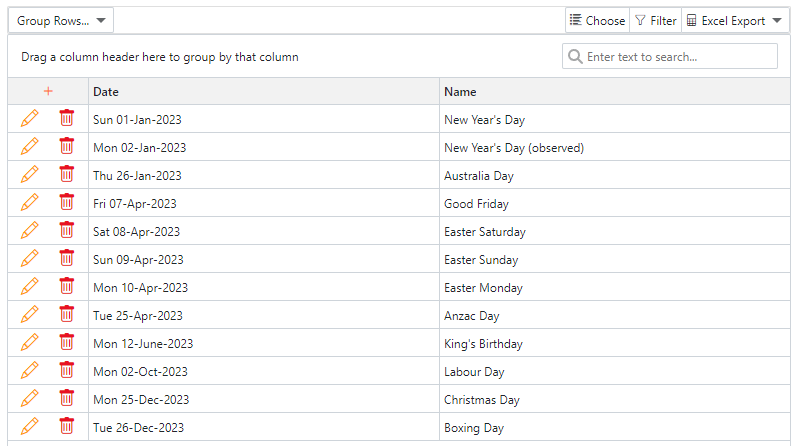 Group Rows... Choose Filter Excel Export
Drag a column header here to group by that column Enter text to search...
+ Date Name
Sun 01-Jan-2023 New Year's Day
Mon 02-Jan-2023 New Year's Day (observed)
Thu 26-Jan-2023 Australia Day
Fri 07-Apr-2023 Good Friday
Sat 08-Apr-2023 Easter Saturday
Sun 09-Apr-2023 Easter Sunday
Mon 10-Apr-2023 Easter Monday
Tue 25-Apr-2023 Anzac Day
Mon 12-June-2023 King's Birthday
Mon 02-Oct-2023 Labour Day
Mon 25-Dec-2023 Christmas Day
Tue 26-Dec-2023 Boxing Day